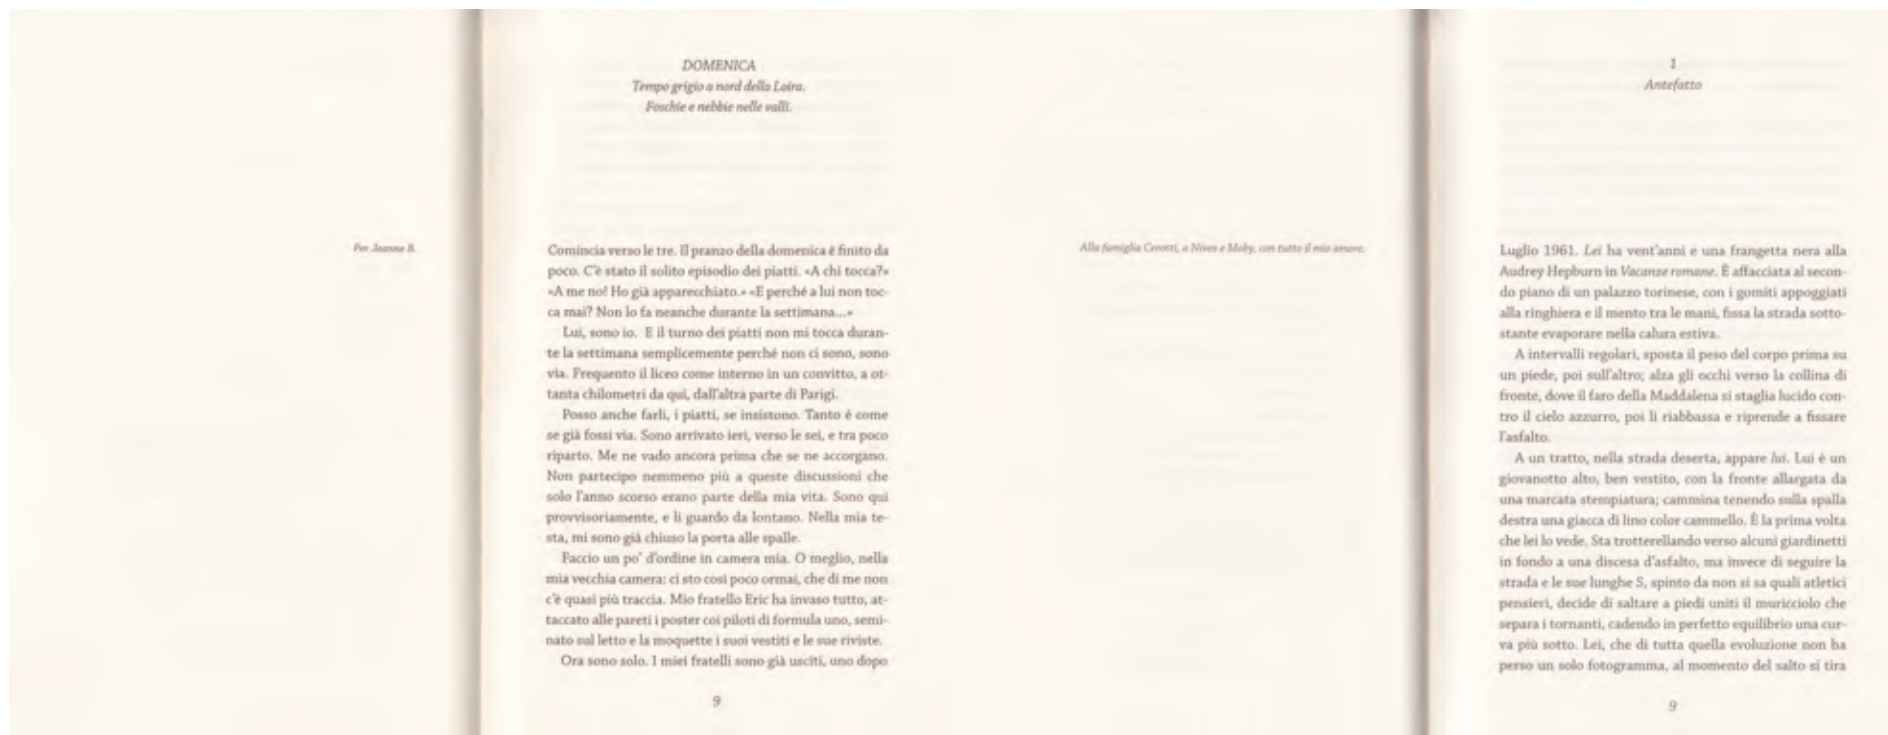 Per Jeanne B.
DOMENICA
Tempo grigio a nord della Loira.
Foschie e nebbie nelle valli.
Comincia verso le tre. Il pranzo della domenica è finito da
poco. C'è stato il solito episodio dei piatti. «A chi tocca?»
«A me no! Ho già apparecchiato.» «E perché a lui non toc-
ca mai? Non lo fa neanche durante la settimana...»
Lui, sono io. E il turno dei piatti non mi tocca duran-
te la settimana semplicemente perché non ci sono, sono
via. Frequento il liceo come interno in un convitto, a ot-
tanta chilometri da qui, dall'altra parte di Parigi.
Posso anche farli, i piatti, se insistono. Tanto è come
se già fossi via. Sono arrivato ieri, verso le sei, e tra poco
riparto. Me ne vado ancora prima che se ne accorgano.
Non partecipo nemmeno più a queste discussioni che
solo l'anno scorso erano parte della mia vita. Sono qui
provvisoriamente, e li guardo da lontano. Nella mia te-
sta, mi sono già chiuso la porta alle spalle.
Faccio un po' d'ordine in camera mia. O meglio, nella
mia vecchia camera: ci sto così poco ormai, che di me non
c'è quasi più traccia. Mio fratello Eric ha invaso tutto, at-
taccato alle pareti i poster coi piloti di formula uno, semi-
nato sul letto e la moquette i suoi vestiti e le sue riviste.
Ora sono solo. I miei fratelli sono già usciti, uno dopo
9
Alla famiglia Cerotti, a Nives e Moby, con tutto il mio amore.
1
Antefatto
Luglio 1961. Lei ha vent'anni e una frangetta nera alla
Audrey Hepburn in Vacanze romane. È affacciata al secon-
do piano di un palazzo torinese, con i gomiti appoggiati
alla ringhiera e il mento tra le mani, fissa la strada sotto-
stante evaporare nella calura estiva.
A intervalli regolari, sposta il peso del corpo prima su
un piede, poi sull'altro; alza gli occhi verso la collina di
fronte, dove il faro della Maddalena si staglia lucido con-
tro il cielo azzurro, poi li riabbassa e riprende a fissare
l'asfalto.
A un tratto, nella strada deserta, appare lui. Lui è un
giovanotto alto, ben vestito, con la fronte allargata da
una marcata stempiatura; cammina tenendo sulla spalla
destra una giacca di lino color cammello. È la prima volta
che lei lo vede. Sta trotterellando verso alcuni giardinetti
in fondo a una discesa d'asfalto, ma invece di seguire la
strada e le sue lunghe S, spinto da non si sa quali atletici
pensieri, decide di saltare a piedi uniti il muricciolo che
separa i tornanti, cadendo in perfetto equilibrio una cur-
va più sotto. Lei, che di tutta quella evoluzione non ha
perso un solo fotogramma, al momento del salto si tira
9